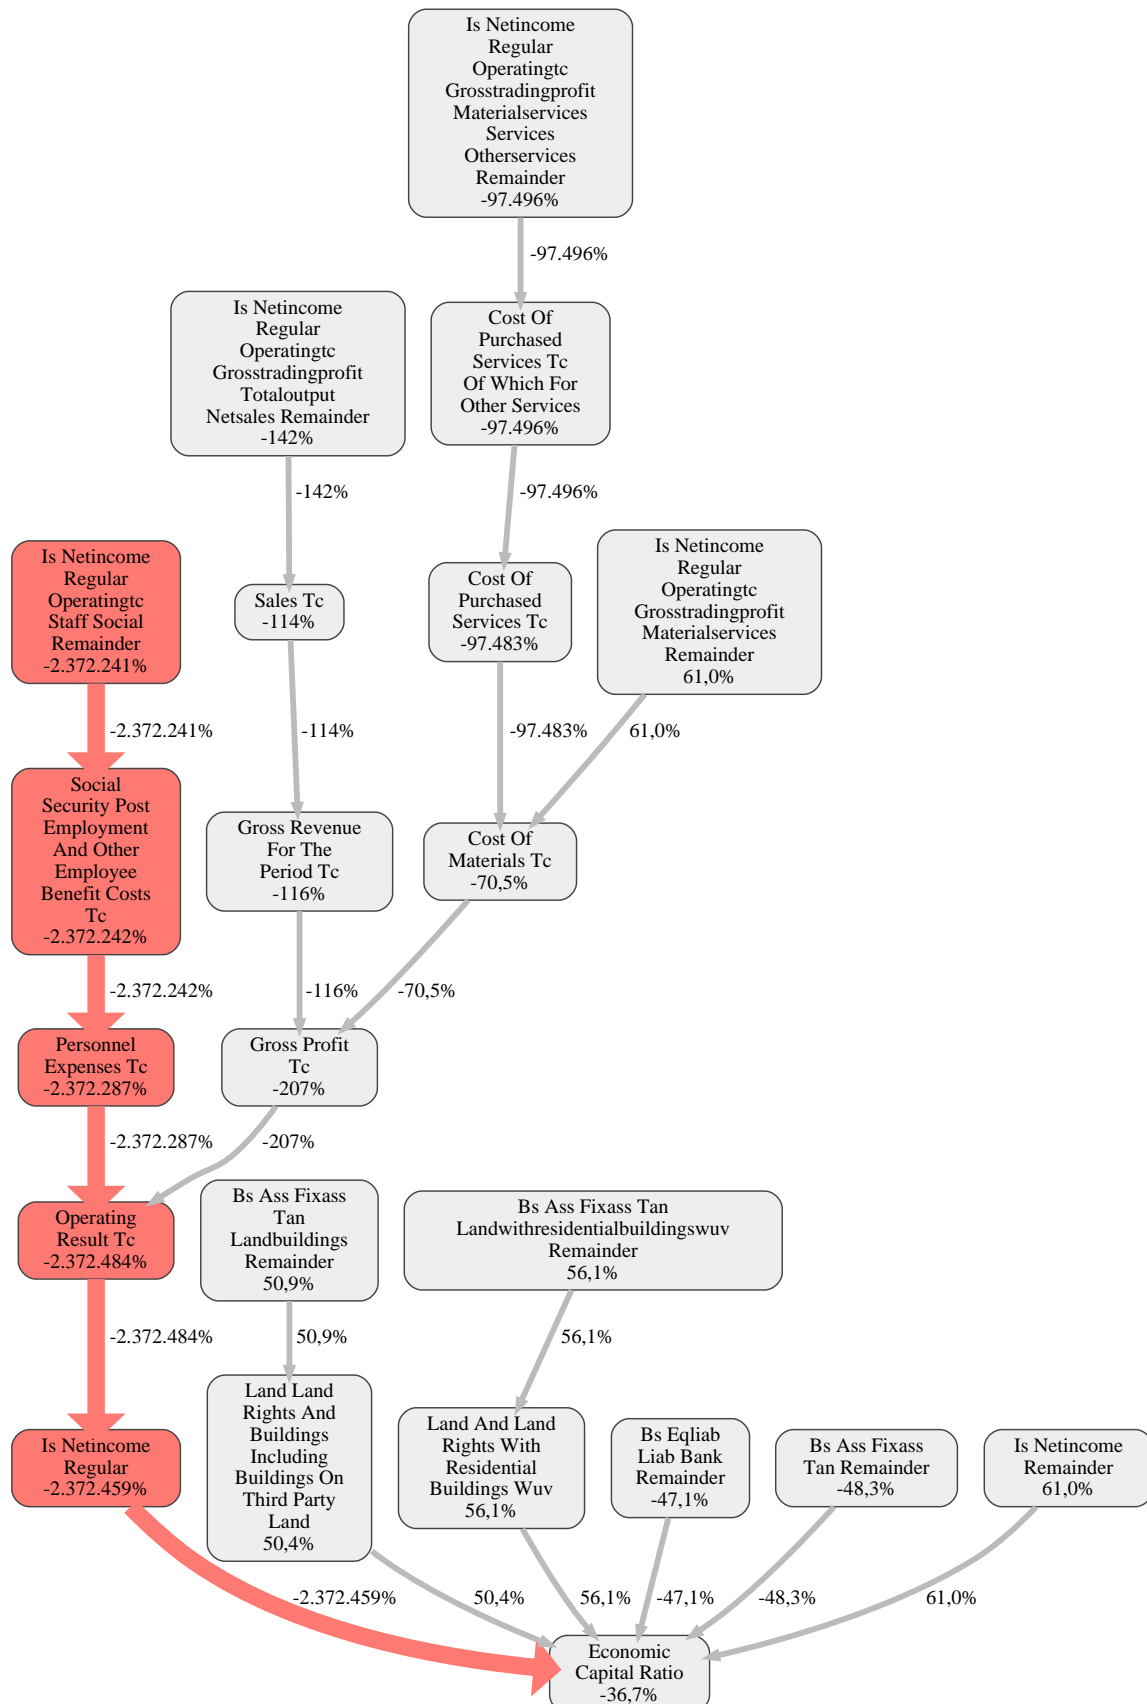 Is Netincome
Regular
Operatingtc
Grosstradingprofit
Materialservices
Services
Otherservices
Remainder
-97.496%
-97.496%
Is Netincome
Regular
Operatingtc
Grosstradingprofit
Totaloutput
Netsales Remainder
-142%
Cost Of
Purchased
Services Tc
Of Which For
Other Services
-97.496%
-142%
-97.496%
Is Netincome
Regular
Operatingtc
Staff Social
Remainder
-2.372.241%
Sales Tc
-114%
Cost Of
Purchased
Services Tc
-97.483%
Is Netincome
Regular
Operatingtc
Grosstradingprofit
Materialservices
Remainder
61,0%
-2.372.241%
-114%
-97.483%
61,0%
Social
Security Post
Employment
And Other
Employee
Benefit Costs
Tc
-2.372.242%
Gross Revenue
For The
Period Tc
-116%
Cost Of
Materials Tc
-70,5%
-2.372.242%
-116%
-70,5%
Personnel
Expenses Tc
-2.372.287%
Gross Profit
Tc
-207%
-2.372.287%
-207%
Operating
Result Tc
-2.372.484%
Bs Ass Fixass
Tan
Landbuildings
Remainder
50,9%
Bs Ass Fixass Tan
Landwithresidentialbuildingswuv
Remainder
56,1%
-2.372.484%
50,9%
56,1%
Is Netincome
Regular
-2.372.459%
Land Land
Rights And
Buildings
Including
Buildings On
Third Party
Land
50,4%
Land And Land
Rights With
Residential
Buildings Wuv
56,1%
Bs Eqliab
Liab Bank
Remainder
-47,1%
Bs Ass Fixass
Tan Remainder
-48,3%
Is Netincome
Remainder
61,0%
-2.372.459%
50,4%
56,1%
-47,1%
-48,3%
61,0%
Economic
Capital Ratio
-36,7%